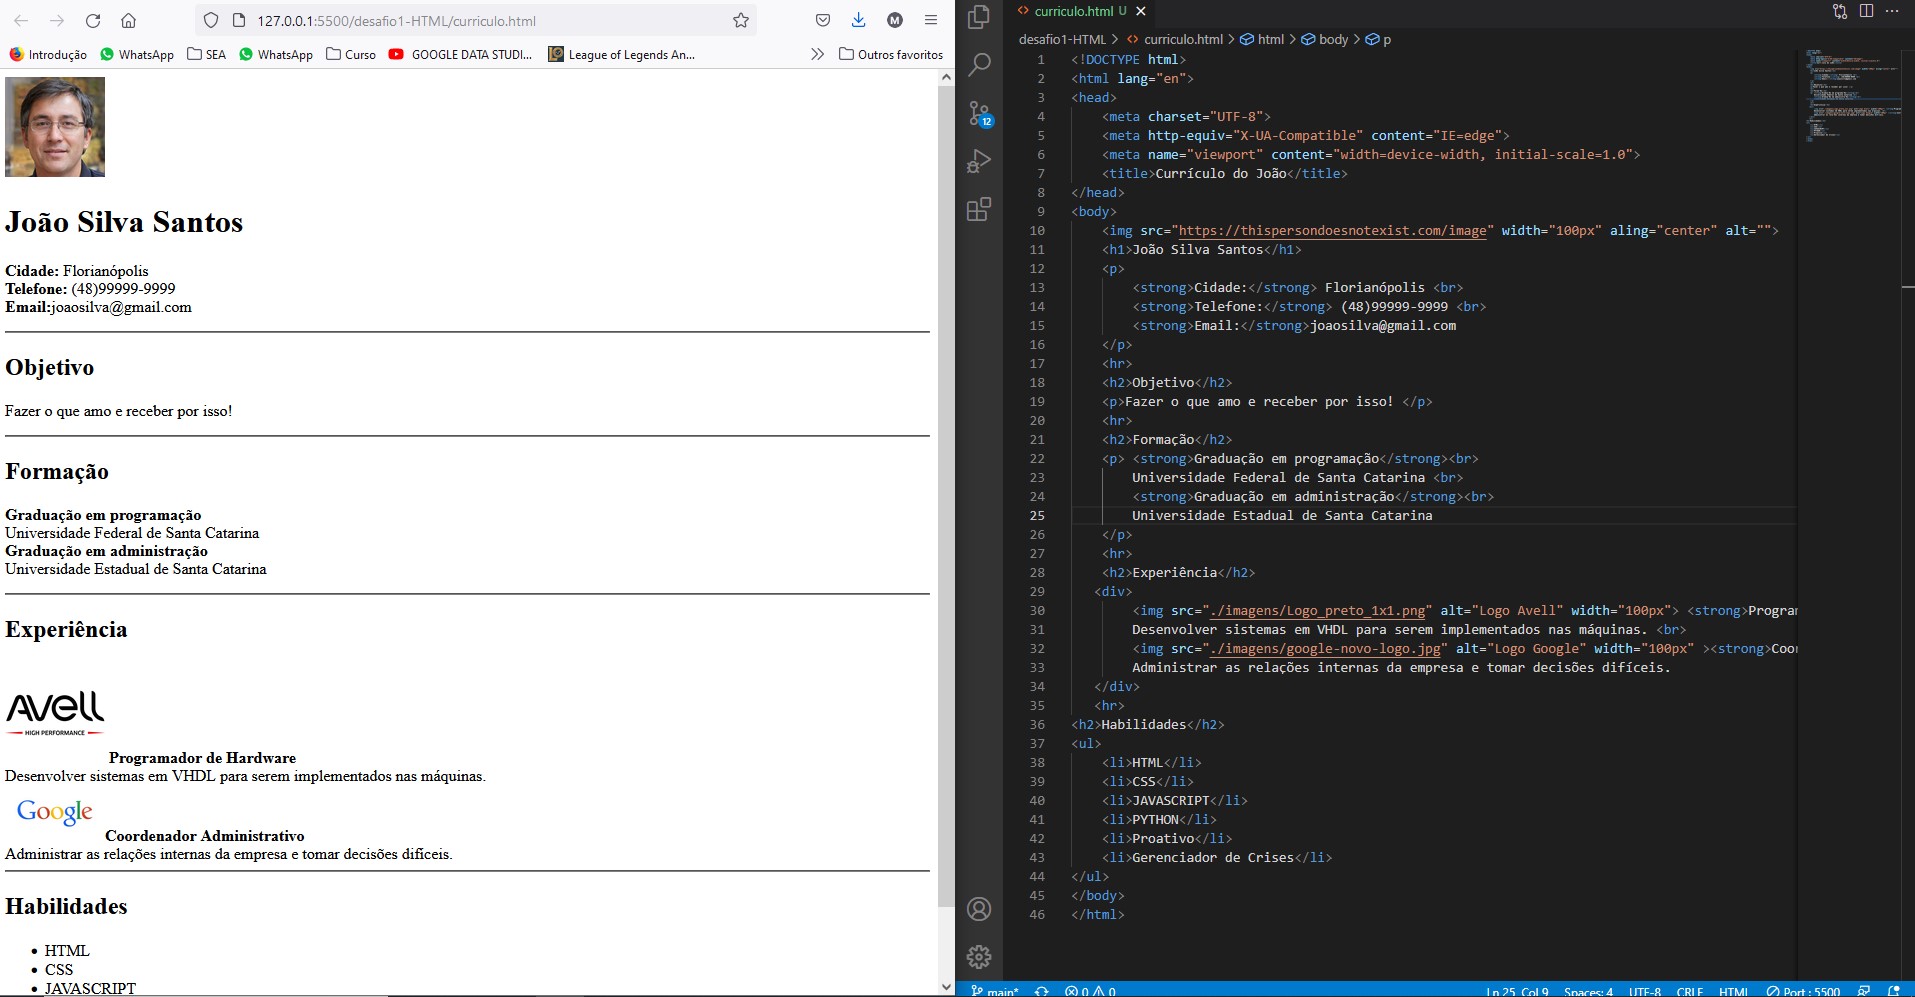 127.0.0.1:5500/desafio1-HTML/curriculo.html
M
Introdução
WhatsApp
SEA
WhatsApp
Curso
GOOGLE DATA STUDI...
League of Legends An...
Outros favoritos
João Silva Santos
Cidade: Florianópolis
Telefone: (48)99999-9999
Email:joaosilva@gmail.com
Objetivo
Fazer o que amo e receber por isso!
Formação
Graduação em programação
Universidade Federal de Santa Catarina
Graduação em administração
Universidade Estadual de Santa Catarina
Experiência
Avell
HIGH PERFORMANCE
Programador de Hardware
Desenvolver sistemas em VHDL para serem implementados nas máquinas.
Google
Coordenador Administrativo
Administrar as relações internas da empresa e tomar decisões difíceis.
Habilidades
• HTML
• CSS
• JAVASCRIPT
12
curriculo.html U
desafio1-HTML > curriculo.html > html > body > p
1 <!DOCTYPE html>
2 <html lang="en">
3 <head>
4 <meta charset="UTF-8">
5 <meta http-equiv="X-UA-Compatible" content="IE=edge">
6 <meta name="viewport" content="width=device-width, initial-scale=1.0">
7 <title>Currículo do João</title>
8 </head>
9 <body>
10 <img src="https://thispersondoesnotexist.com/image" width="100px" aling="center" alt="">
11 <h1>João Silva Santos</h1>
12 <p>
13 <strong>Cidade:</strong> Florianópolis <br>
14 <strong>Telefone:</strong> (48)99999-9999 <br>
15 <strong>Email:</strong>joaosilva@gmail.com
16 </p>
17 <hr>
18 <h2>Objetivo</h2>
19 <p>Fazer o que amo e receber por isso! </p>
20 <hr>
21 <h2>Formação</h2>
22 <p> <strong>Graduação em programação</strong><br>
23 Universidade Federal de Santa Catarina <br>
24 <strong>Graduação em administração</strong><br>
25 Universidade Estadual de Santa Catarina
26 </p>
27 <hr>
28 <h2>Experiência</h2>
29 <div>
30 <img src="./imagens/Logo_preto_1x1.png" alt="Logo Avell" width="100px"> <strong>Program
31 Desenvolver sistemas em VHDL para serem implementados nas máquinas. <br>
32 <img src="./imagens/google-novo-logo.jpg" alt="Logo Google" width="100px" ><strong>Coor
33 Administrar as relações internas da empresa e tomar decisões difíceis.
34 </div>
35 <hr>
36 <h2>Habilidades</h2>
37 <ul>
38 <li>HTML</li>
39 <li>CSS</li>
40 <li>JAVASCRIPT</li>
41 <li>PYTHON</li>
42 <li>Proativo</li>
43 <li>Gerenciador de Crises</li>
44 </ul>
45 </body>
46 </html>
main* 0 0 Ln 25, Col 9 Spaces: 4 UTF-8 CRLF HTML Port : 5500